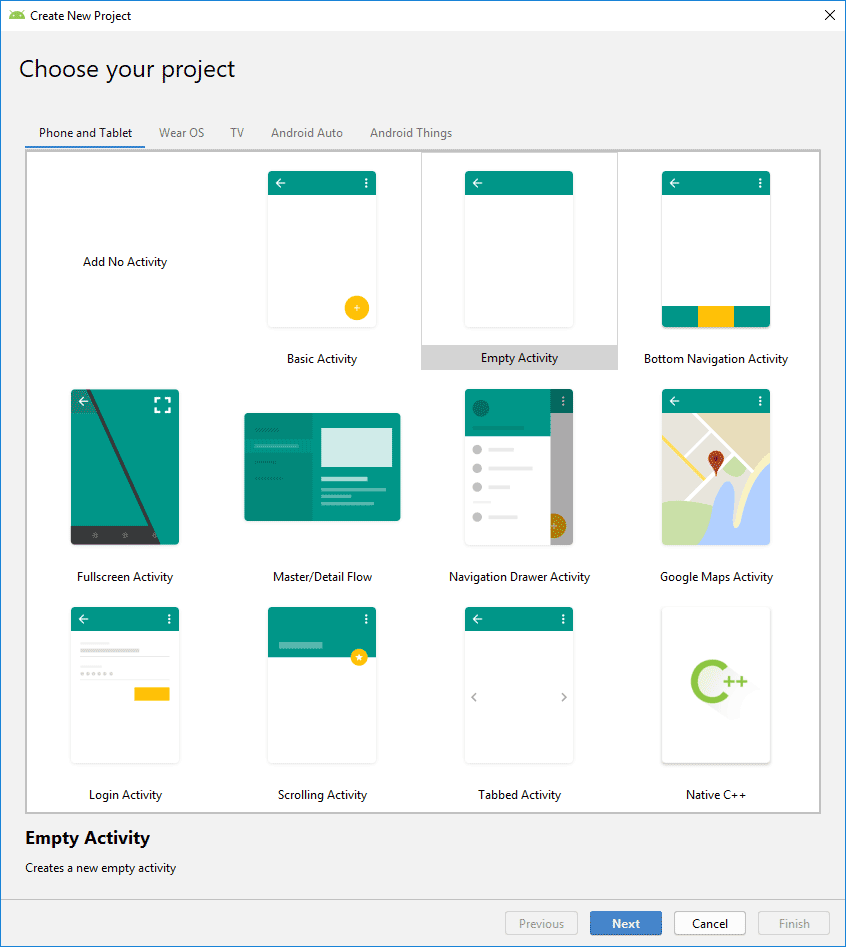 Create New Project
Choose your project
Phone and Tablet Wear OS TV Android Auto Android Things
Add No Activity
Basic Activity
Empty Activity
Bottom Navigation Activity
Fullscreen Activity
Master/Detail Flow
Navigation Drawer Activity
Google Maps Activity
C++
Login Activity
Scrolling Activity
Tabbed Activity
Native C++
Empty Activity
Creates a new empty activity
Previous Next Cancel Finish